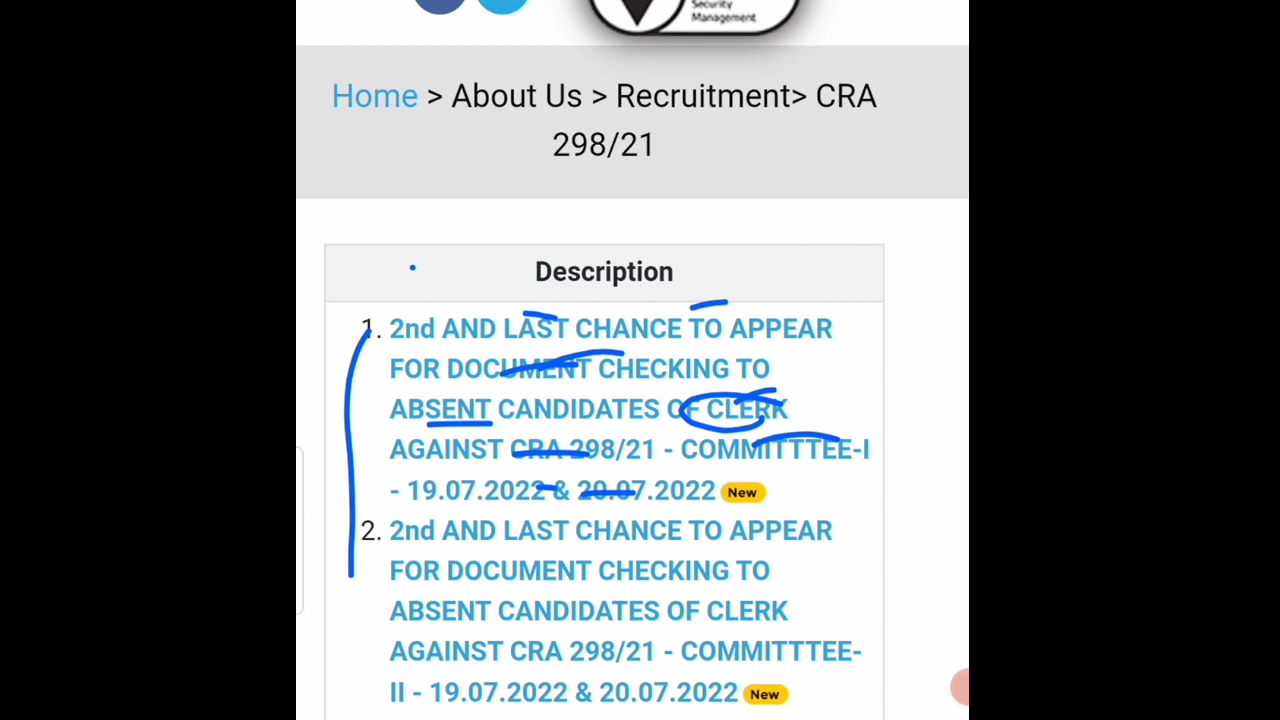 Security
Management
Home > About Us > Recruitment> CRA
298/21
Description
1. 2nd AND LAST CHANCE TO APPEAR
FOR DOCUMENT CHECKING TO
ABSENT CANDIDATES OF CLERK
AGAINST CRA 298/21 - COMMITTTEE-I
- 19.07.2022 & 20.07.2022 New
2. 2nd AND LAST CHANCE TO APPEAR
FOR DOCUMENT CHECKING TO
ABSENT CANDIDATES OF CLERK
AGAINST CRA 298/21 - COMMITTTEE-
II - 19.07.2022 & 20.07.2022 New